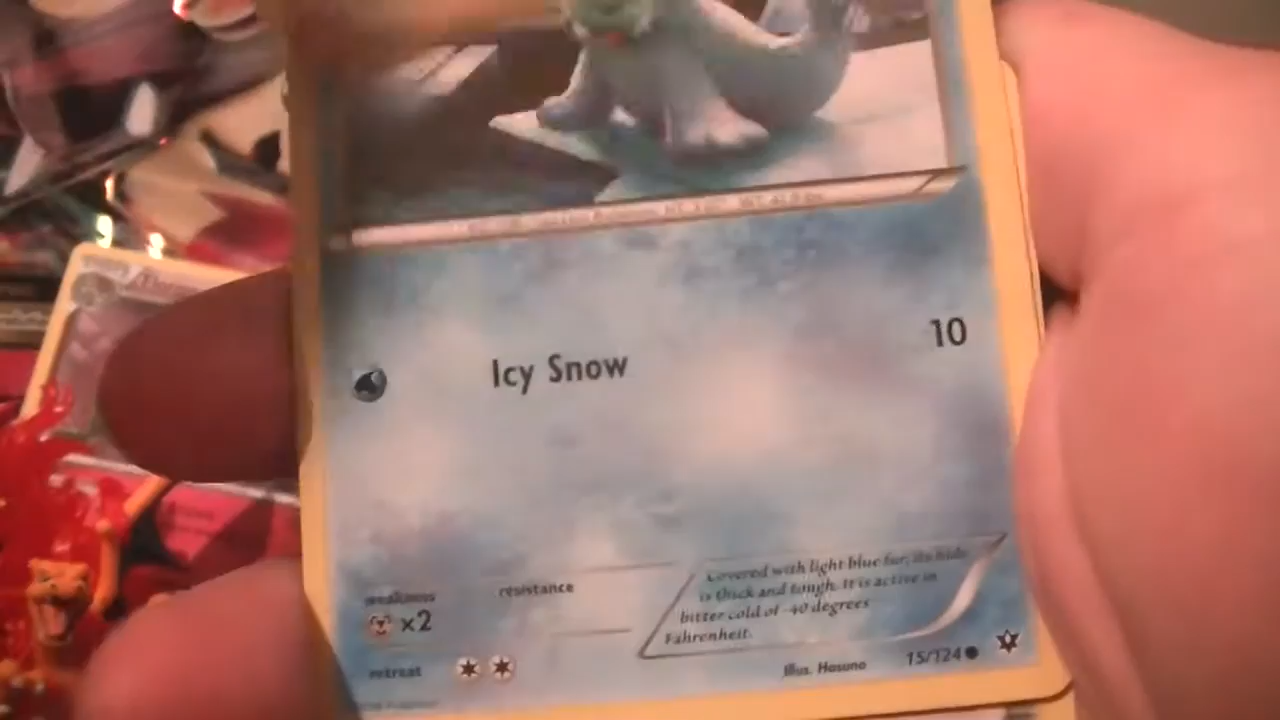 Icy Snow
10
weakness
resistance
x2
retreat
Covered with light blue fur, its hide
is thick and tough. It is active in
bitter cold of -40 degrees
Fahrenheit.
Illus. Hasuno
15/124